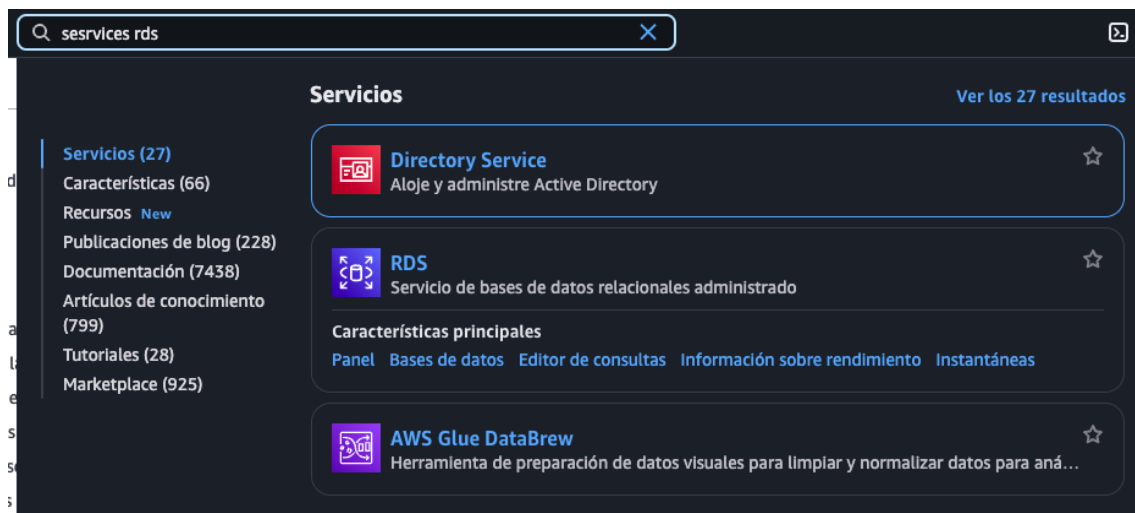 sesrvices rds
Servicios
Ver los 27 resultados
Servicios (27)
Características (66)
Recursos New
Publicaciones de blog (228)
Documentación (7438)
Artículos de conocimiento
(799)
Tutoriales (28)
Marketplace (925)
Directory Service
Aloje y administre Active Directory
RDS
Servicio de bases de datos relacionales administrado
Características principales
Panel Bases de datos Editor de consultas Información sobre rendimiento Instantáneas
AWS Glue DataBrew
Herramienta de preparación de datos visuales para limpiar y normalizar datos para aná…